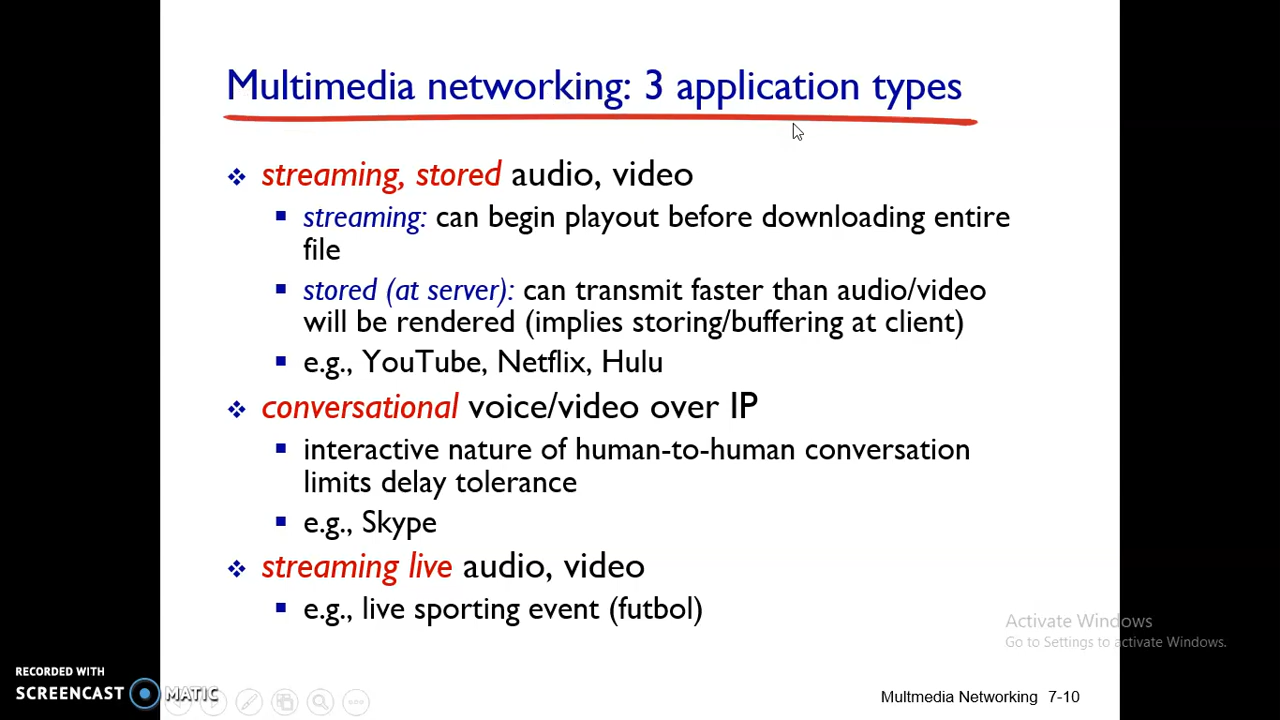 Multimedia networking: 3 application types
streaming, stored audio, video
streaming: can begin playout before downloading entire
file
stored (at server): can transmit faster than audio/video
will be rendered (implies storing/buffering at client)
e.g., YouTube, Netflix, Hulu
conversational voice/video over IP
interactive nature of human-to-human conversation
limits delay tolerance
e.g., Skype
streaming live audio, video
e.g., live sporting event (futbol)
Activate Windows
Go to Settings to activate Windows.
RECORDED WITH
SCREENCAST MATIC
Multmedia Networking 7-10